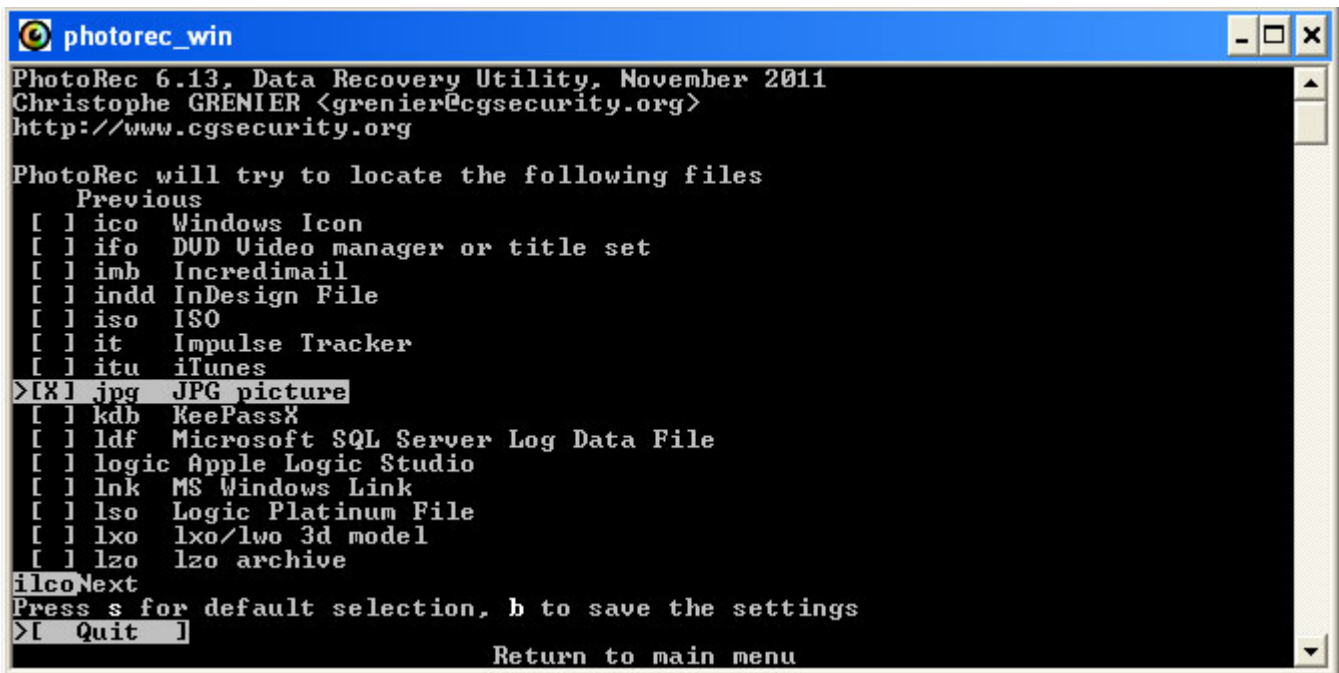 photorec_win
PhotoRec 6.13, Data Recovery Utility, November 2011
Christophe GRENIER <grenier@cgsecurity.org>
http://www.cgsecurity.org
PhotoRec will try to locate the following files
Previous
[ ] ico Windows Icon
[ ] ifo DVD Video manager or title set
[ ] imb Incredimail
[ ] indd InDesign File
[ ] iso ISO
[ ] it Impulse Tracker
[ ] itu iTunes
>[X] jpg JPG picture
[ ] kdb KeePassX
[ ] ldf Microsoft SQL Server Log Data File
[ ] logic Apple Logic Studio
[ ] lnk MS Windows Link
[ ] lso Logic Platinum File
[ ] lxo lxo/lwo 3d model
[ ] lzo lzo archive
ilcoNext
Press s for default selection, b to save the settings
>[ Quit ]
Return to main menu